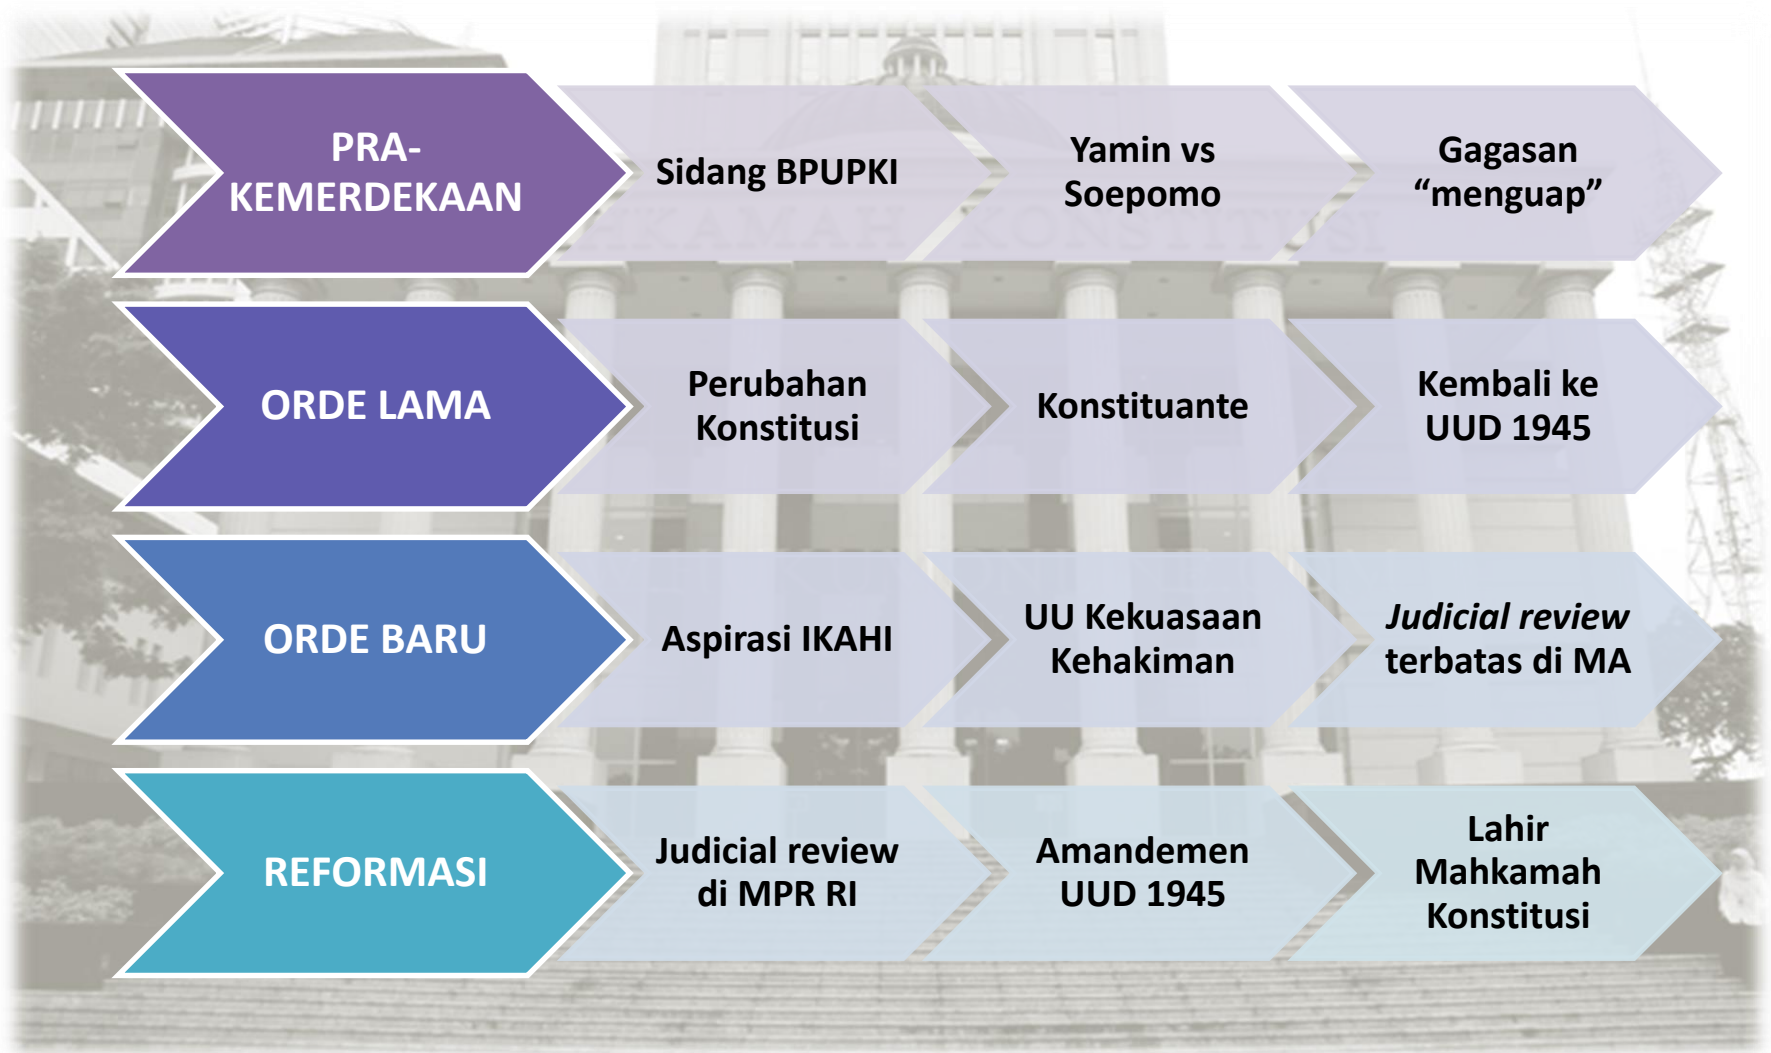 PRA-
KEMERDEKAAN
Sidang BPUPKI
Yamin vs
Soepomo
Gagasan
“menguap”
HKAMAH KONSTITUSI
ORDE LAMA
Perubahan
Konstitusi
Konstituante
Kembali ke
UUD 1945
ORDE BARU
Aspirasi IKAHI
UU Kekuasaan
Kehakiman
Judicial review
terbatas di MA
REFORMASI
Judicial review
di MPR RI
Amandemen
UUD 1945
Lahir
Mahkamah
Konstitusi